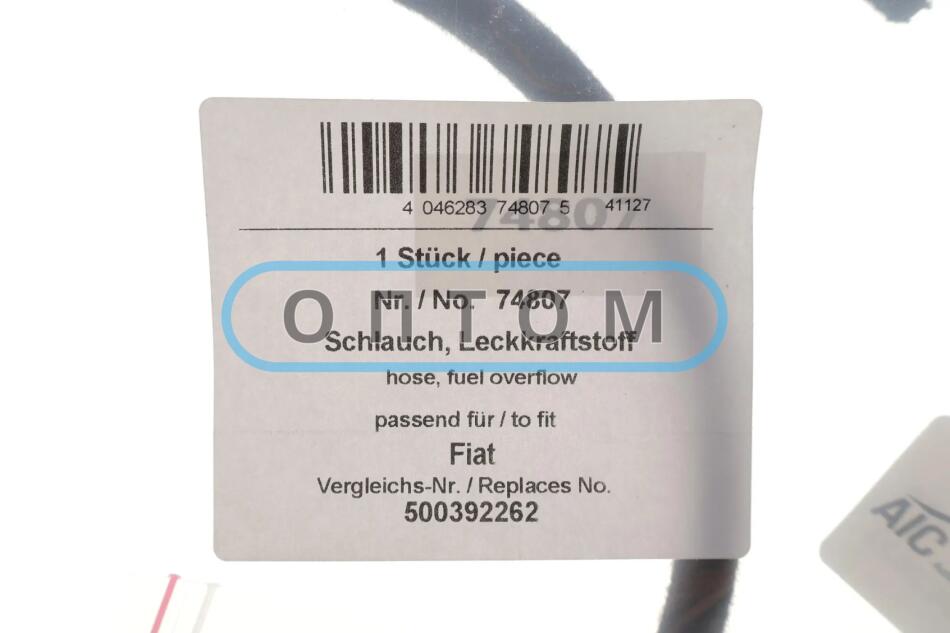 4 046283 74807 5 41127
74807
1 Stück / piece
Nr. / No. 74807
ОПТОМ
Schlauch, Leckkraftstoff
hose, fuel overflow
passend für / to fit
Fiat
Vergleichs-Nr. / Replaces No.
500392262
AIC